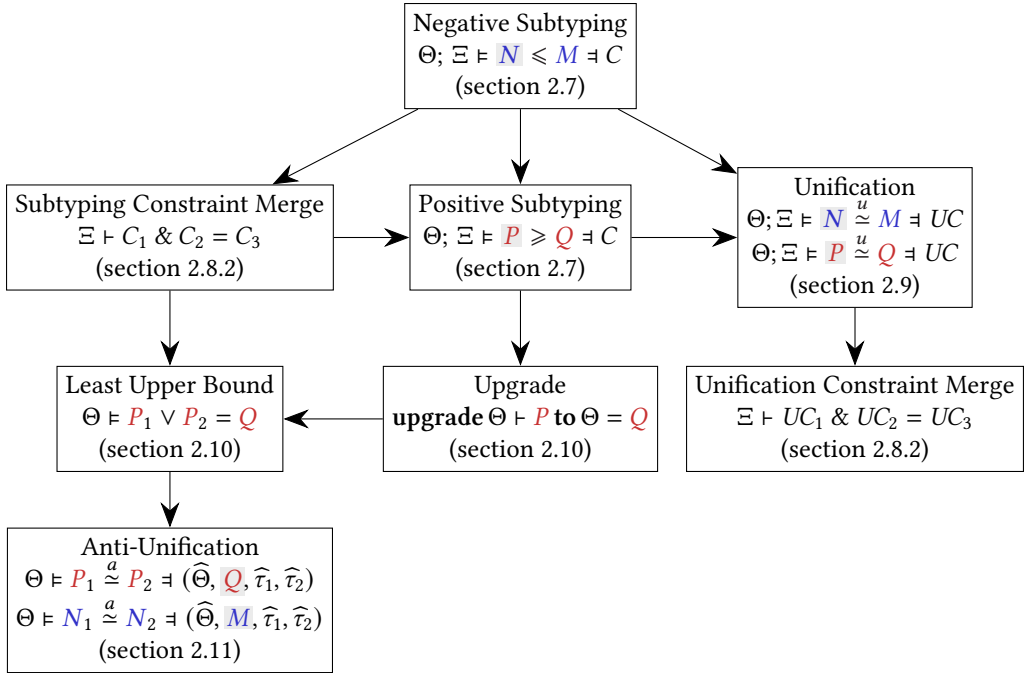 Negative Subtyping
Θ; Ξ ⊨ N ⩽ M ⫤ C
(section 2.7)
Subtyping Constraint Merge
Ξ ⊢ C₁ & C₂ = C₃
(section 2.8.2)
Positive Subtyping
Θ; Ξ ⊨ P ⩾ Q ⫤ C
(section 2.7)
Unification
Θ; Ξ ⊨ N ≃ᵘ M ⫤ UC
Θ; Ξ ⊨ P ≃ᵘ Q ⫤ UC
(section 2.9)
Least Upper Bound
Θ ⊨ P₁ ∨ P₂ = Q
(section 2.10)
Upgrade
upgrade Θ ⊢ P to Θ = Q
(section 2.10)
Unification Constraint Merge
Ξ ⊢ UC₁ & UC₂ = UC₃
(section 2.8.2)
Anti-Unification
Θ ⊨ P₁ ≃ᵃ P₂ ⫤ (Θ̂, Q, τ̂₁, τ̂₂)
Θ ⊨ N₁ ≃ᵃ N₂ ⫤ (Θ̂, M, τ̂₁, τ̂₂)
(section 2.11)